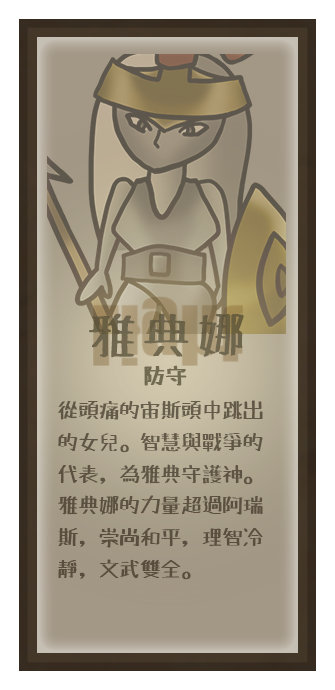 雅典娜
防守
從頭痛的宙斯頭中跳出
的女兒。智慧與戰爭的
代表，為雅典守護神。
雅典娜的力量超過阿瑞
斯，崇尚和平，理智冷
靜，文武雙全。